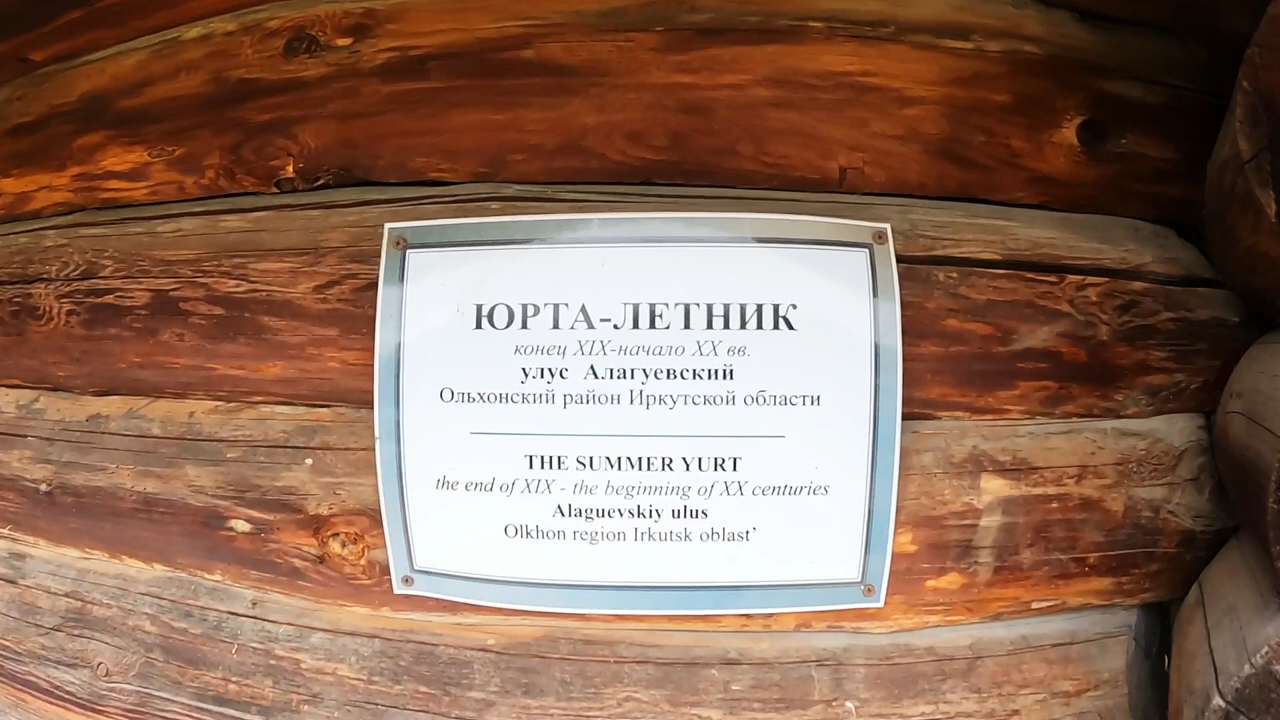 ЮРТА-ЛЕТНИК
конец XIX-начало XX вв.
улус Алагуевский
Ольхонский район Иркутской области
THE SUMMER YURT
the end of XIX - the beginning of XX centuries
Alaguevskiy ulus
Olkhon region Irkutsk oblast’